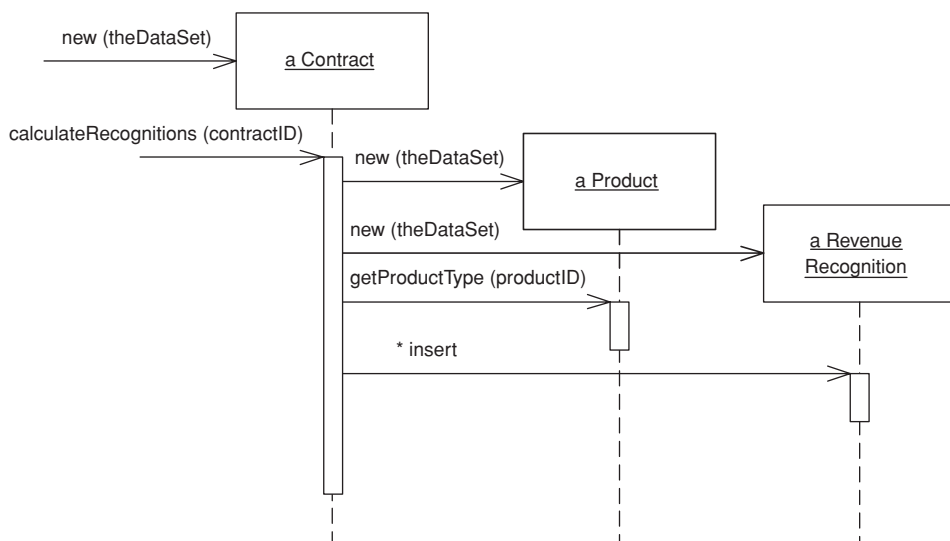 new (theDataSet)
a Contract
calculateRecognitions (contractID)
new (theDataSet)
a Product
new (theDataSet)
a Revenue
Recognition
getProductType (productID)
* insert